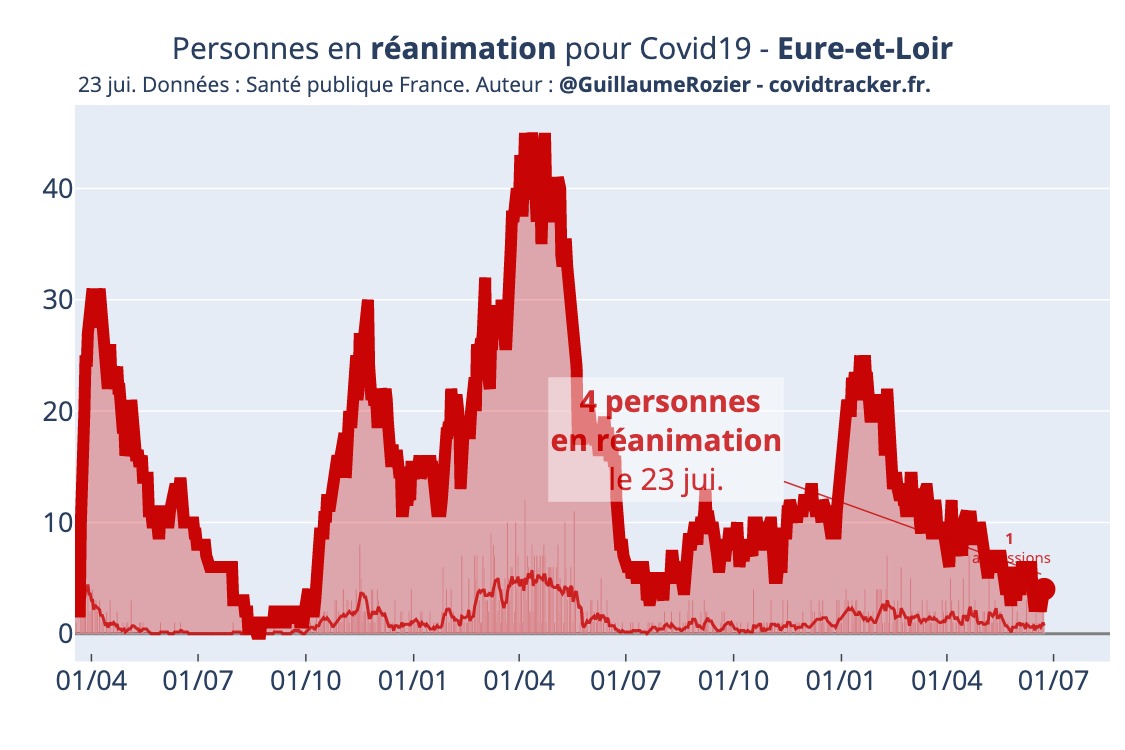 Personnes en réanimation pour Covid19 - Eure-et-Loir
23 jui. Données : Santé publique France. Auteur : @GuillaumeRozier - covidtracker.fr.
40
30
20
10
0
4 personnes
en réanimation
le 23 jui.
1
01/04 01/07 01/10 01/01 01/04 01/07 01/10 01/01 01/04 01/07